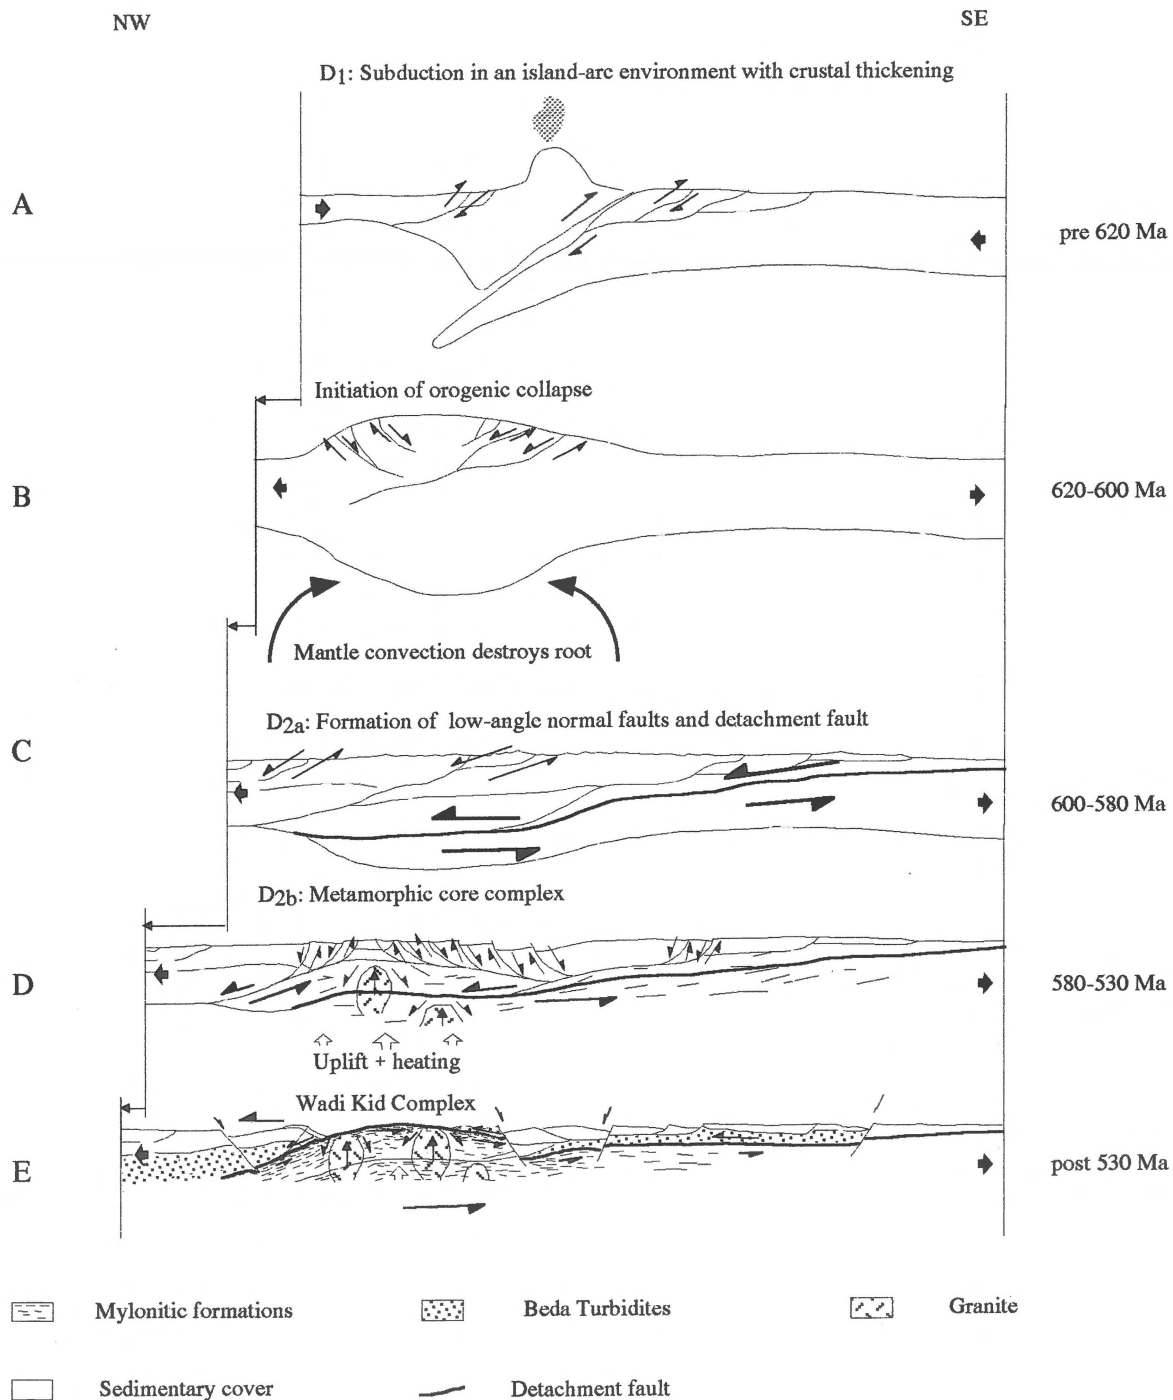 NW
SE
D1: Subduction in an island-arc environment with crustal thickening
A
pre 620 Ma
Initiation of orogenic collapse
B
620-600 Ma
Mantle convection destroys root
D2a: Formation of low-angle normal faults and detachment fault
C
600-580 Ma
D2b: Metamorphic core complex
D
580-530 Ma
Uplift + heating
Wadi Kid Complex
E
post 530 Ma
Mylonitic formations
Beda Turbidites
Granite
Sedimentary cover
Detachment fault